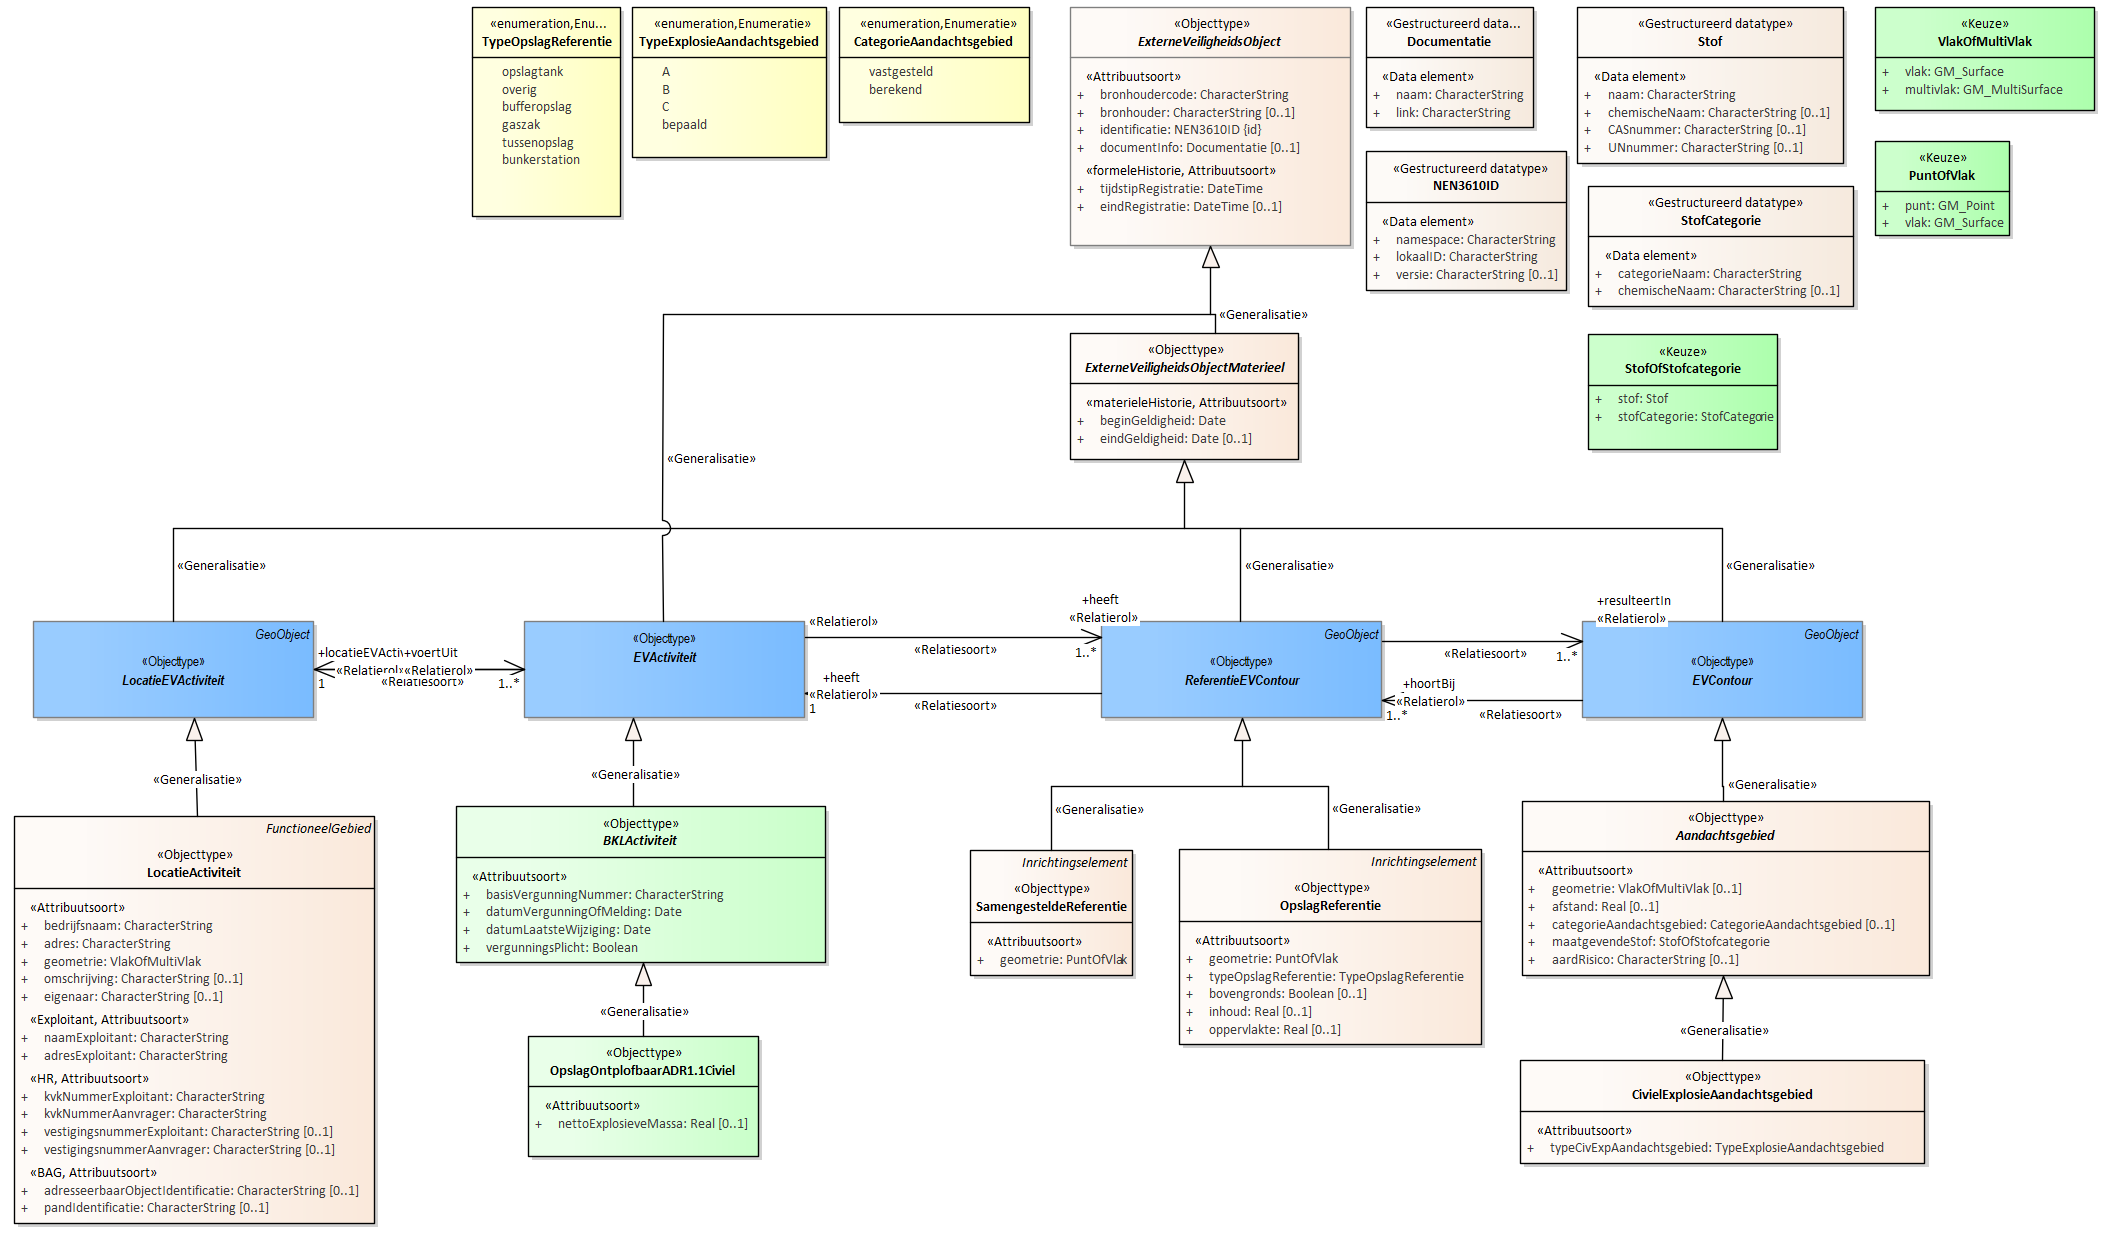 «enumeration,Enu...
TypeOpslagReferentie
opslagtank
overig
bufferopslag
gaszak
tussenopslag
bunkerstation
«enumeration,Enumeratie»
TypeExplosieAandachtsgebied
A
B
C
bepaald
«enumeration,Enumeratie»
CategorieAandachtsgebied
vastgesteld
berekend
«Objecttype»
ExterneVeiligheidsObject
«Attribuutsoort»
+ bronhoudercode: CharacterString
+ bronhouder: CharacterString [0..1]
+ identificatie: NEN3610ID {id}
+ documentInfo: Documentatie [0..1]
«formeleHistorie, Attribuutsoort»
+ tijdstipRegistratie: DateTime
+ eindRegistratie: DateTime [0..1]
«Gestructureerd data...
Documentatie
«Data element»
+ naam: CharacterString
+ link: CharacterString
«Gestructureerd datatype»
NEN3610ID
«Data element»
+ namespace: CharacterString
+ lokaalID: CharacterString
+ versie: CharacterString [0..1]
«Gestructureerd datatype»
Stof
«Data element»
+ naam: CharacterString
+ chemischeNaam: CharacterString [0..1]
+ CASnummer: CharacterString [0..1]
+ UNnummer: CharacterString [0..1]
«Gestructureerd datatype»
StofCategorie
«Data element»
+ categorieNaam: CharacterString
+ chemischeNaam: CharacterString [0..1]
«Keuze»
StofOfStofcategorie
+ stof: Stof
+ stofCategorie: StofCategorie
«Keuze»
VlakOfMultiVlak
+ vlak: GM_Surface
+ multivlak: GM_MultiSurface
«Keuze»
PuntOfVlak
+ punt: GM_Point
+ vlak: GM_Surface
«Generalisatie»
«Objecttype»
ExterneVeiligheidsObjectMaterieel
«materieleHistorie, Attribuutsoort»
+ beginGeldigheid: Date
+ eindGeldigheid: Date [0..1]
«Generalisatie»
«Generalisatie»
«Generalisatie»
«Generalisatie»
GeoObject
«Objecttype»
LocatieEVActiviteit
+locatieEVActi
+voertUit
«Relatierol»
«Relatierol»
«Relatiesoort»
1
1..*
«Objecttype»
EVActiviteit
«Relatierol»
«Relatiesoort»
+heeft
«Relatierol»
1..*
+heeft
«Relatierol»
1
«Relatiesoort»
GeoObject
«Objecttype»
ReferentieEVContour
+resulteertIn
«Relatierol»
«Relatiesoort»
1..*
+hoortBij
«Relatierol»
1..*
«Relatiesoort»
GeoObject
«Objecttype»
EVContour
«Generalisatie»
FunctioneelGebied
«Objecttype»
LocatieActiviteit
«Attribuutsoort»
+ bedrijfsnaam: CharacterString
+ adres: CharacterString
+ geometrie: VlakOfMultiVlak
+ omschrijving: CharacterString [0..1]
+ eigenaar: CharacterString [0..1]
«Exploitant, Attribuutsoort»
+ naamExploitant: CharacterString
+ adresExploitant: CharacterString
«HR, Attribuutsoort»
+ kvkNummerExploitant: CharacterString
+ kvkNummerAanvrager: CharacterString
+ vestigingsnummerExploitant: CharacterString [0..1]
+ vestigingsnummerAanvrager: CharacterString [0..1]
«BAG, Attribuutsoort»
+ adresseerbaarObjectIdentificatie: CharacterString [0..1]
+ pandIdentificatie: CharacterString [0..1]
«Generalisatie»
«Objecttype»
BKLActiviteit
«Attribuutsoort»
+ basisVergunningNummer: CharacterString
+ datumVergunningOfMelding: Date
+ datumLaatsteWijziging: Date
+ vergunningsPlicht: Boolean
«Generalisatie»
«Objecttype»
OpslagOntplofbaarADR1.1Civiel
«Attribuutsoort»
+ nettoExplosieveMassa: Real [0..1]
«Generalisatie»
«Generalisatie»
Inrichtingselement
«Objecttype»
SamengesteldeReferentie
«Attribuutsoort»
+ geometrie: PuntOfVlak
Inrichtingselement
«Objecttype»
OpslagReferentie
«Attribuutsoort»
+ geometrie: PuntOfVlak
+ typeOpslagReferentie: TypeOpslagReferentie
+ bovengronds: Boolean [0..1]
+ inhoud: Real [0..1]
+ oppervlakte: Real [0..1]
«Generalisatie»
«Objecttype»
Aandachtsgebied
«Attribuutsoort»
+ geometrie: VlakOfMultiVlak [0..1]
+ afstand: Real [0..1]
+ categorieAandachtsgebied: CategorieAandachtsgebied [0..1]
+ maatgevendeStof: StofOfStofcategorie
+ aardRisico: CharacterString [0..1]
«Generalisatie»
«Objecttype»
CivielExplosieAandachtsgebied
«Attribuutsoort»
+ typeCivExpAandachtsgebied: TypeExplosieAandachtsgebied